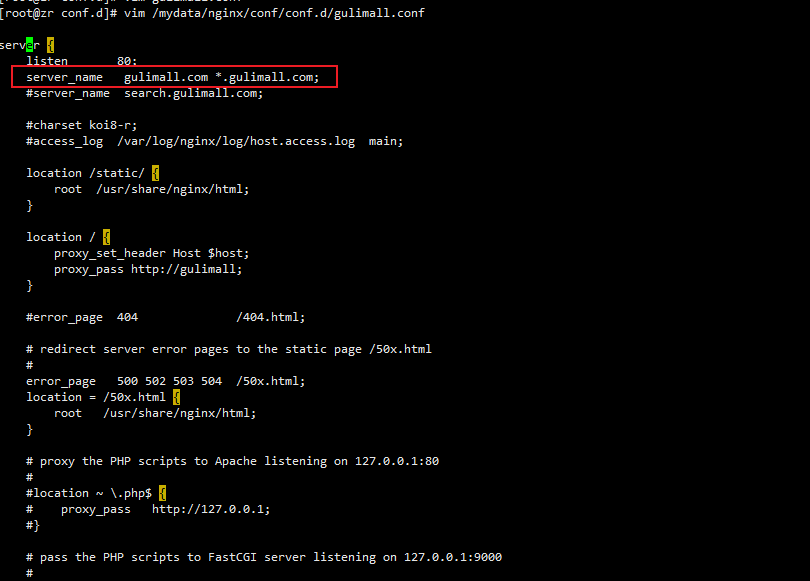 [root@zr conf.d]# vim /mydata/nginx/conf/conf.d/gulimall.conf
server {
    listen       80;
    server_name   gulimall.com *.gulimall.com;
    #server_name  search.gulimall.com;
    #charset koi8-r;
    #access_log  /var/log/nginx/log/host.access.log  main;
    location /static/ {
        root  /usr/share/nginx/html;
    }
    location / {
        proxy_set_header Host $host;
        proxy_pass http://gulimall;
    }
    #error_page  404              /404.html;
    # redirect server error pages to the static page /50x.html
    #
    error_page   500 502 503 504  /50x.html;
    location = /50x.html {
        root   /usr/share/nginx/html;
    }
    # proxy the PHP scripts to Apache listening on 127.0.0.1:80
    #
    #location ~ \.php$ {
    #    proxy_pass   http://127.0.0.1;
    #}
    # pass the PHP scripts to FastCGI server listening on 127.0.0.1:9000
    #